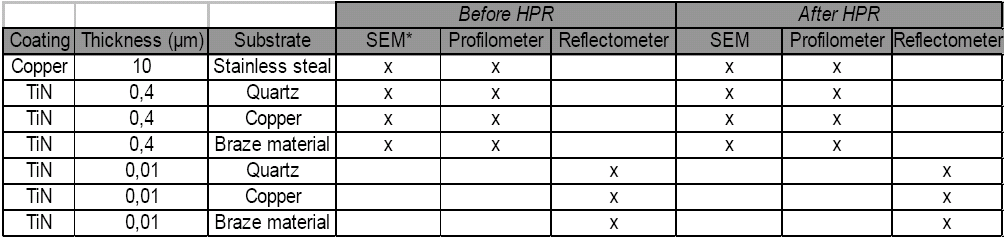 Before HPR After HPR
Coating Thickness (µm) Substrate SEM* Profilometer Reflectometer SEM Profilometer Reflectometer
Copper 10 Stainless steal x x x x
TiN 0,4 Quartz x x x x
TiN 0,4 Copper x x x x
TiN 0,4 Braze material x x x x
TiN 0,01 Quartz x x
TiN 0,01 Copper x x
TiN 0,01 Braze material x x